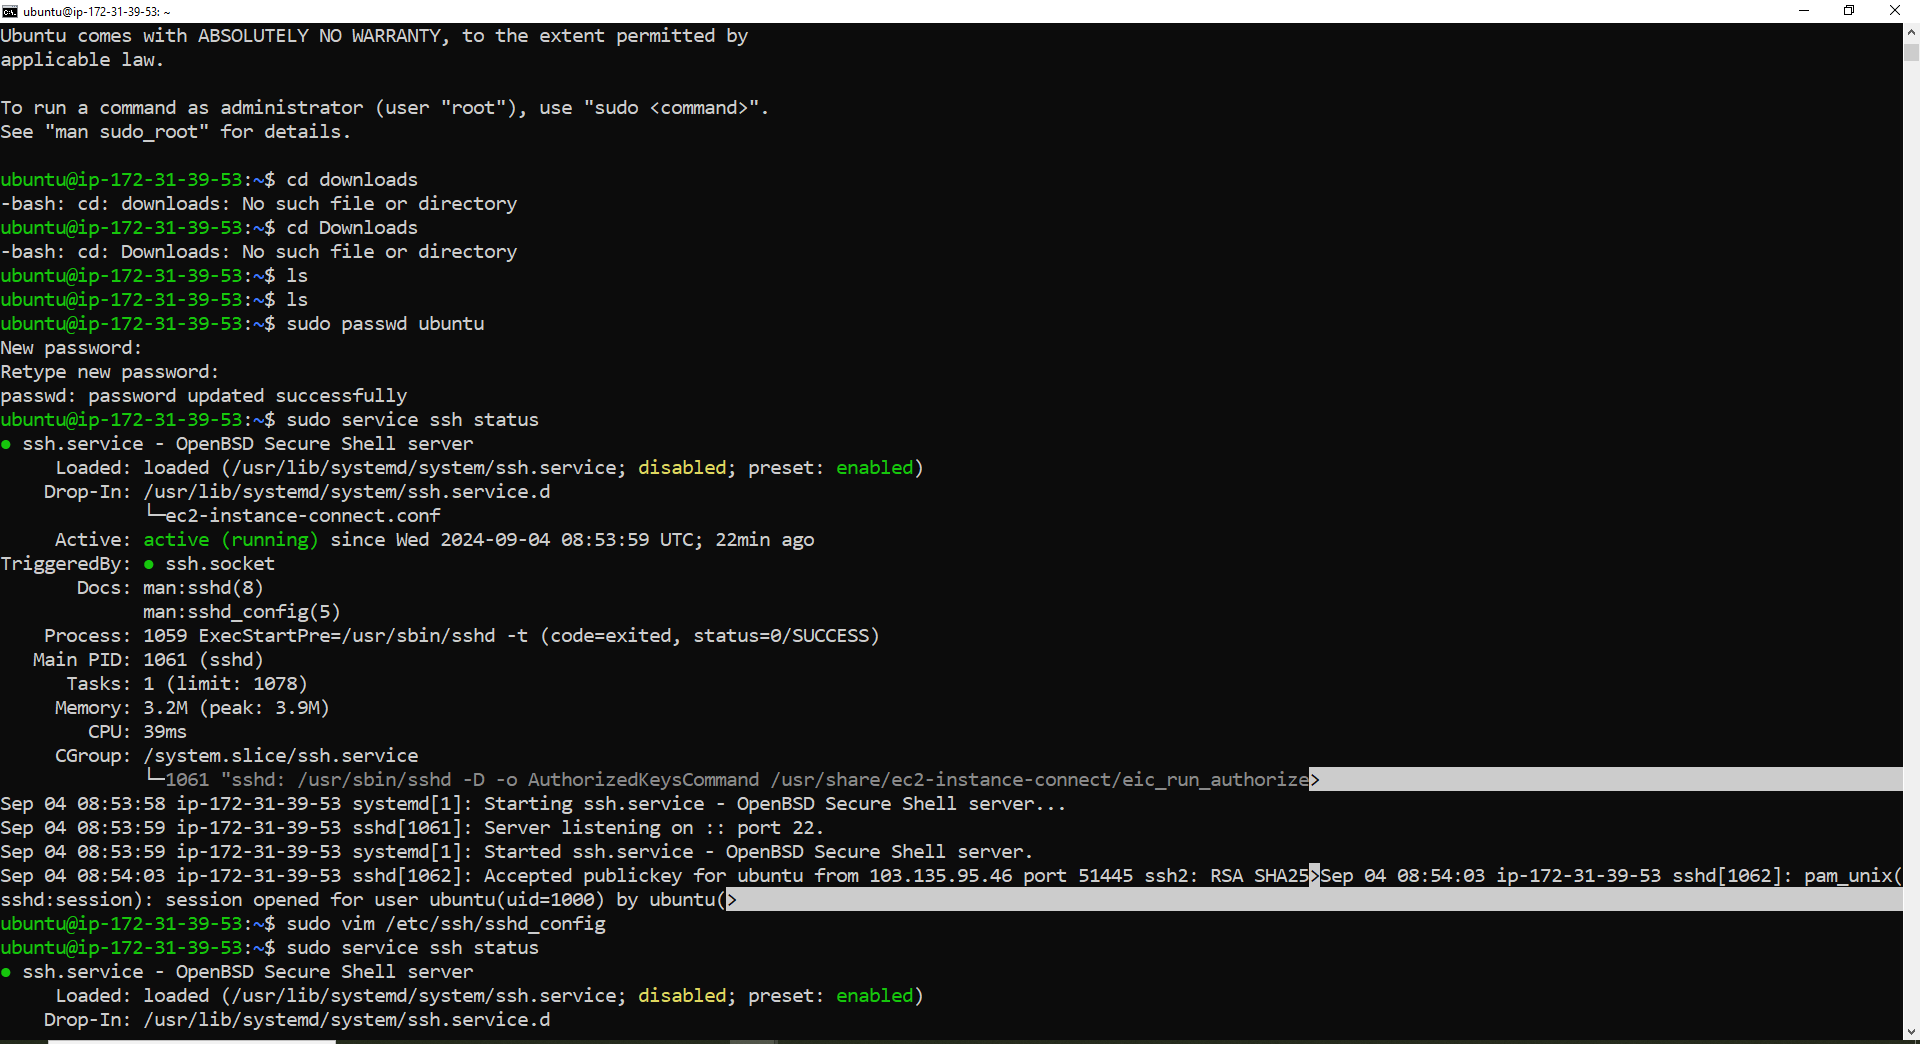 ubuntu@ip-172-31-39-53: ~
Ubuntu comes with ABSOLUTELY NO WARRANTY, to the extent permitted by
applicable law.
To run a command as administrator (user "root"), use "sudo <command>".
See "man sudo_root" for details.
ubuntu@ip-172-31-39-53:~$ cd downloads
-bash: cd: downloads: No such file or directory
ubuntu@ip-172-31-39-53:~$ cd Downloads
-bash: cd: Downloads: No such file or directory
ubuntu@ip-172-31-39-53:~$ ls
ubuntu@ip-172-31-39-53:~$ ls
ubuntu@ip-172-31-39-53:~$ sudo passwd ubuntu
New password:
Retype new password:
passwd: password updated successfully
ubuntu@ip-172-31-39-53:~$ sudo service ssh status
● ssh.service - OpenBSD Secure Shell server
     Loaded: loaded (/usr/lib/systemd/system/ssh.service; disabled; preset: enabled)
    Drop-In: /usr/lib/systemd/system/ssh.service.d
             └─ec2-instance-connect.conf
     Active: active (running) since Wed 2024-09-04 08:53:59 UTC; 22min ago
TriggeredBy: ● ssh.socket
       Docs: man:sshd(8)
             man:sshd_config(5)
    Process: 1059 ExecStartPre=/usr/sbin/sshd -t (code=exited, status=0/SUCCESS)
   Main PID: 1061 (sshd)
      Tasks: 1 (limit: 1078)
     Memory: 3.2M (peak: 3.9M)
        CPU: 39ms
     CGroup: /system.slice/ssh.service
             └─1061 "sshd: /usr/sbin/sshd -D -o AuthorizedKeysCommand /usr/share/ec2-instance-connect/eic_run_authorize>
Sep 04 08:53:58 ip-172-31-39-53 systemd[1]: Starting ssh.service - OpenBSD Secure Shell server...
Sep 04 08:53:59 ip-172-31-39-53 sshd[1061]: Server listening on :: port 22.
Sep 04 08:53:59 ip-172-31-39-53 systemd[1]: Started ssh.service - OpenBSD Secure Shell server.
Sep 04 08:54:03 ip-172-31-39-53 sshd[1062]: Accepted publickey for ubuntu from 103.135.95.46 port 51445 ssh2: RSA SHA25>Sep 04 08:54:03 ip-172-31-39-53 sshd[1062]: pam_unix(
sshd:session): session opened for user ubuntu(uid=1000) by ubuntu(>
ubuntu@ip-172-31-39-53:~$ sudo vim /etc/ssh/sshd_config
ubuntu@ip-172-31-39-53:~$ sudo service ssh status
● ssh.service - OpenBSD Secure Shell server
     Loaded: loaded (/usr/lib/systemd/system/ssh.service; disabled; preset: enabled)
    Drop-In: /usr/lib/systemd/system/ssh.service.d